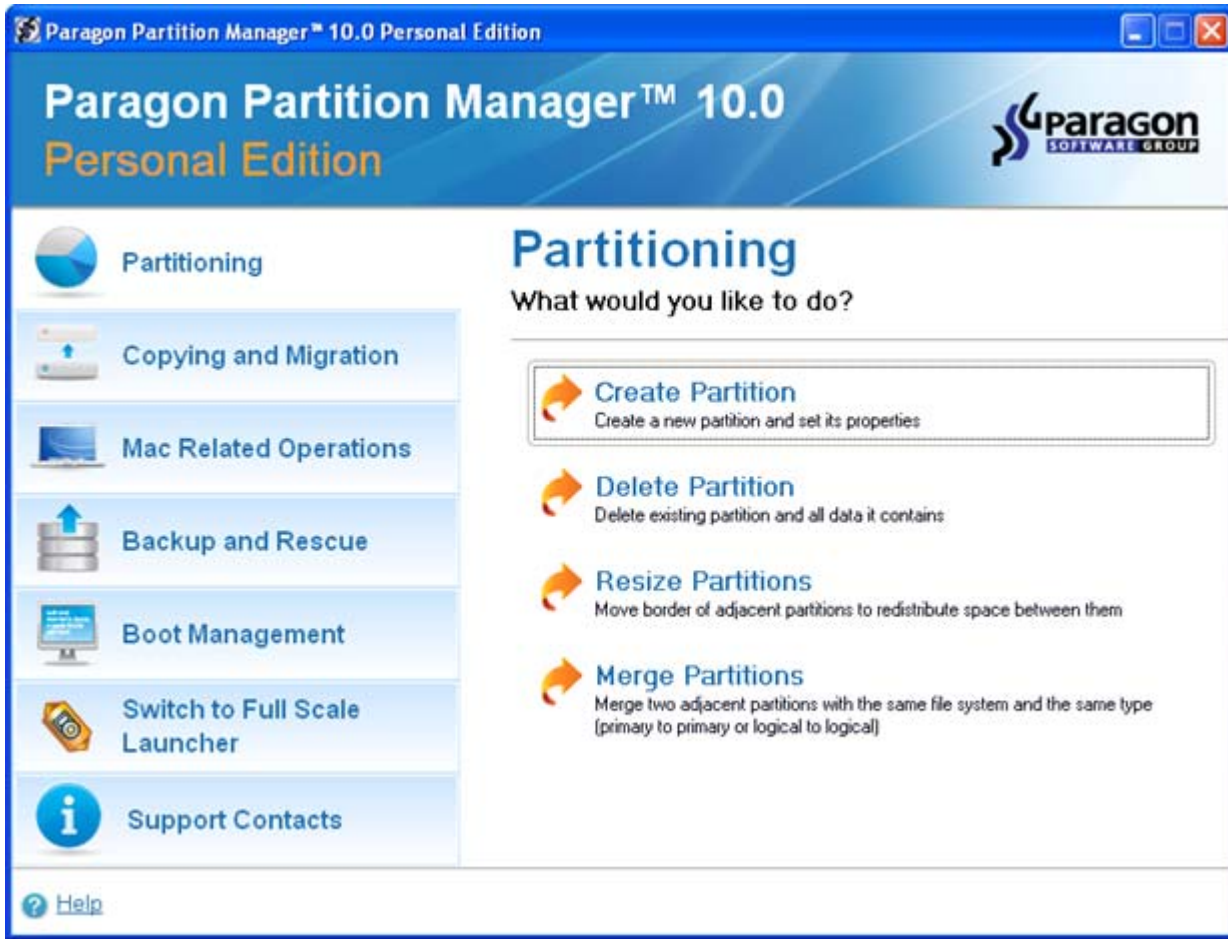 Paragon Partition Manager™ 10.0 Personal Edition
Paragon Partition Manager™ 10.0
Personal Edition
Paragon
SOFTWARE GROUP
Partitioning
Copying and Migration
Mac Related Operations
Backup and Rescue
Boot Management
Switch to Full Scale
Launcher
Support Contacts
Partitioning
What would you like to do?
Create Partition
Create a new partition and set its properties
Delete Partition
Delete existing partition and all data it contains
Resize Partitions
Move border of adjacent partitions to redistribute space between them
Merge Partitions
Merge two adjacent partitions with the same file system and the same type
(primary to primary or logical to logical)
Help